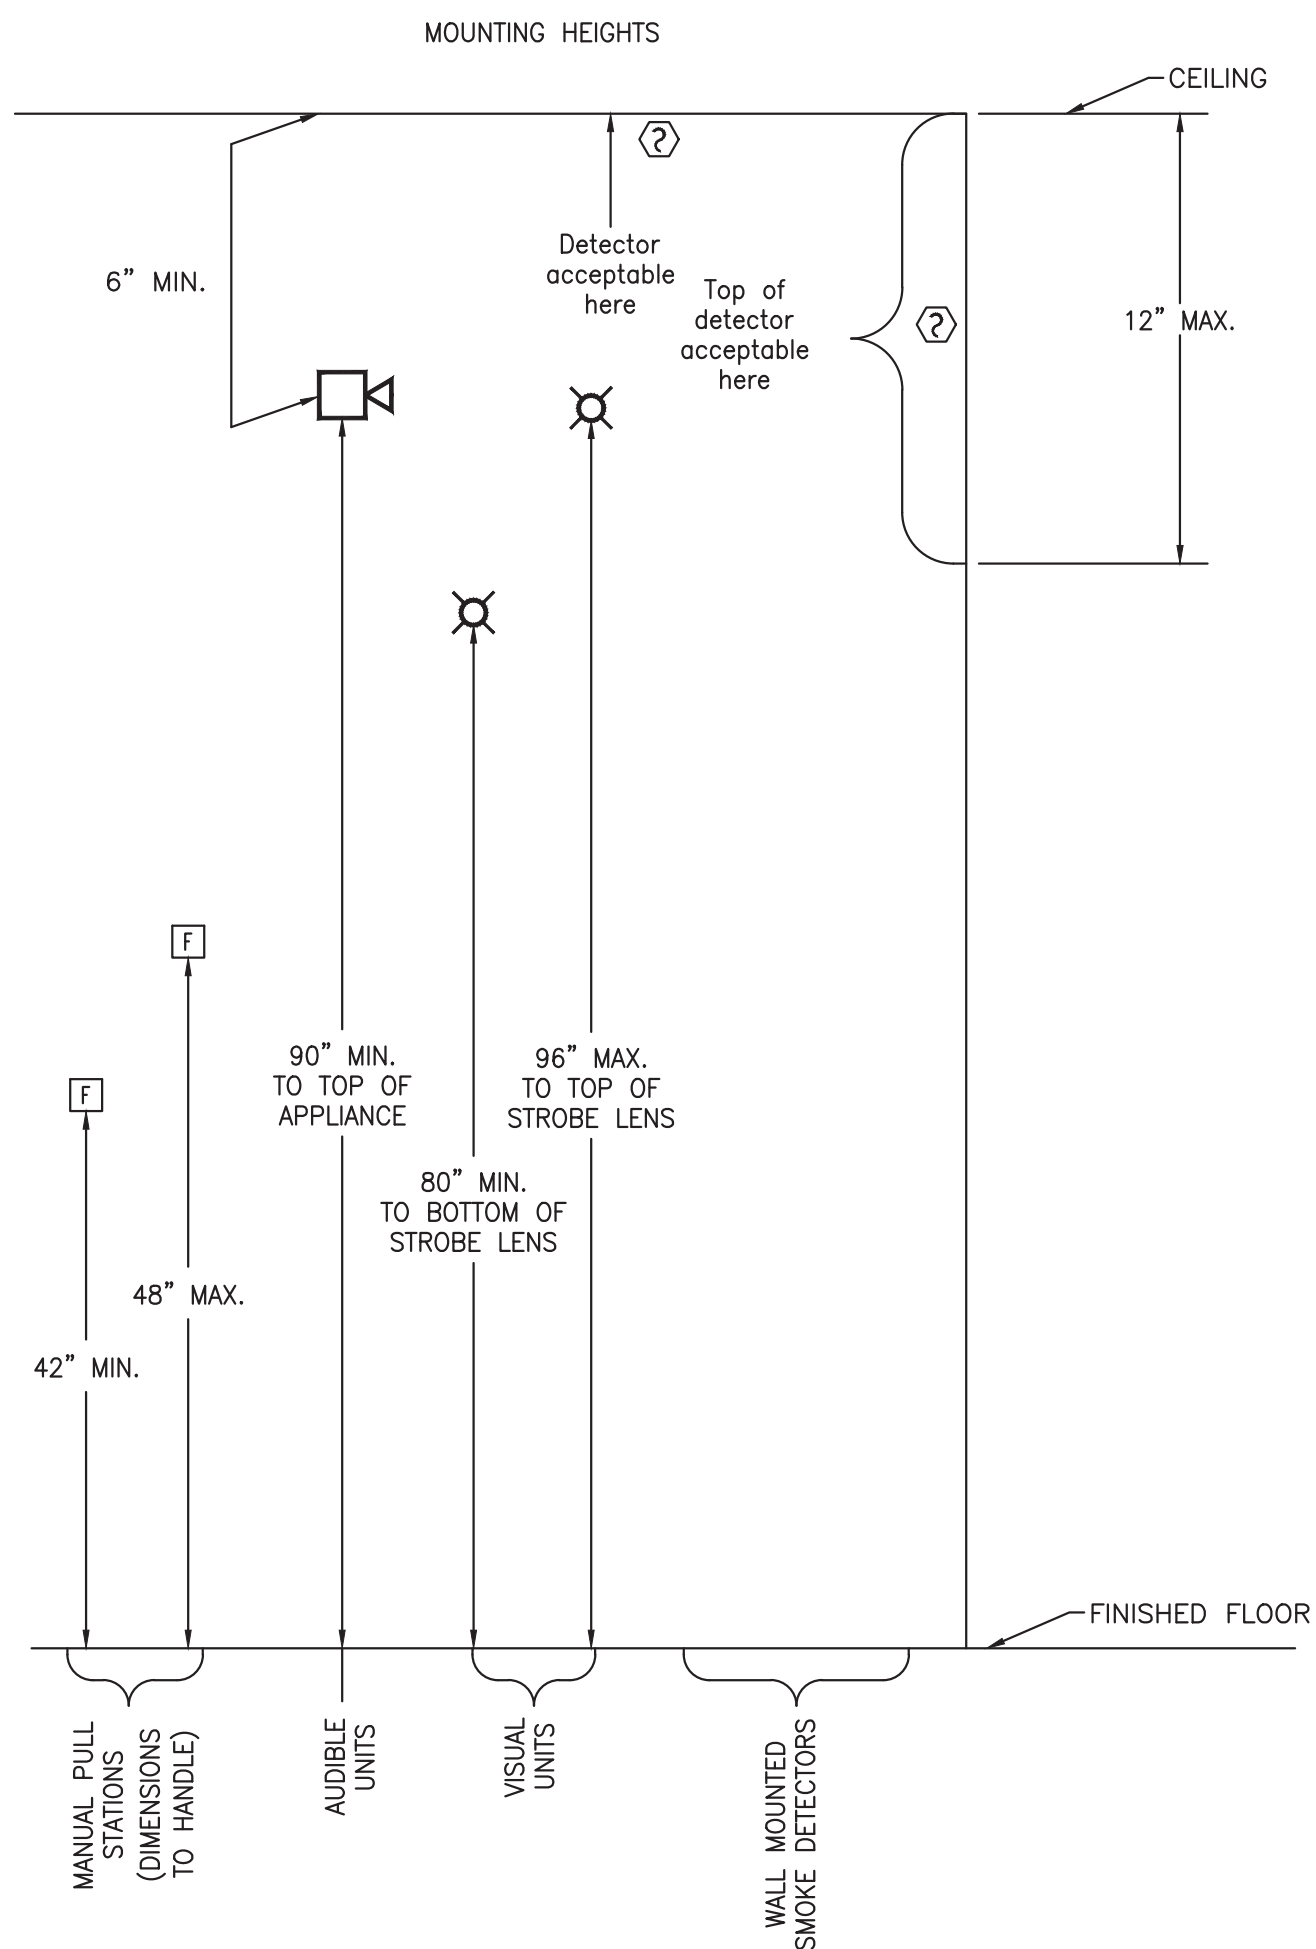 MOUNTING HEIGHTS
CEILING
Detector
acceptable
here
6” MIN.
Top of
detector
acceptable
here
12” MAX.
F
F
90” MIN.
TO TOP OF
APPLIANCE
96” MAX.
TO TOP OF
STROBE LENS
80” MIN.
TO BOTTOM OF
STROBE LENS
48” MAX.
42” MIN.
FINISHED FLOOR
MANUAL PULL
STATIONS
(DIMENSIONS
TO HANDLE)
AUDIBLE
UNITS
VISUAL
UNITS
WALL MOUNTED
SMOKE DETECTORS